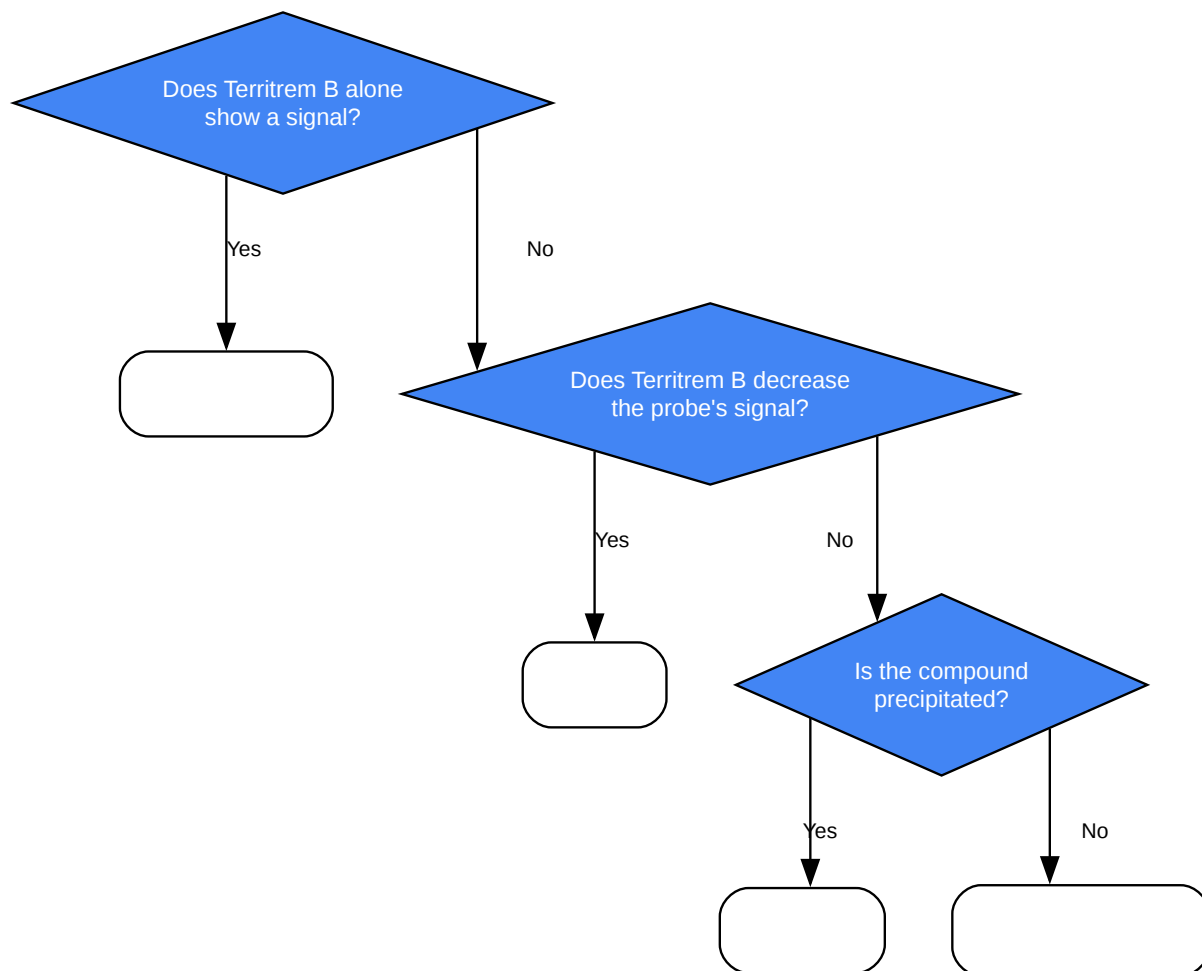 Does Territrem B alone
show a signal?
Yes
No
Does Territrem B decrease
the probe's signal?
Yes
No
Is the compound
precipitated?
Yes
No